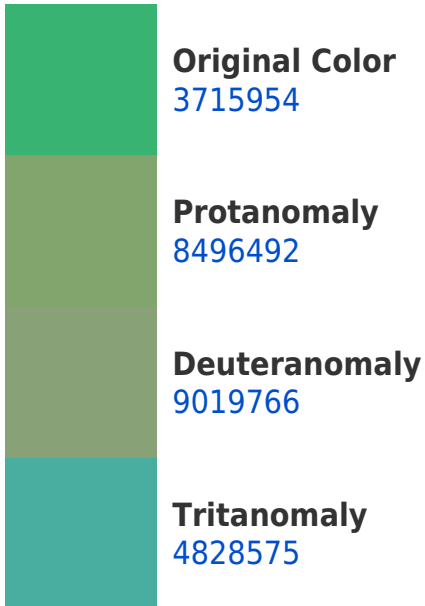 Original Color
3715954
Protanomaly
8496492
Deuteranomaly
9019766
Tritanomaly
4828575